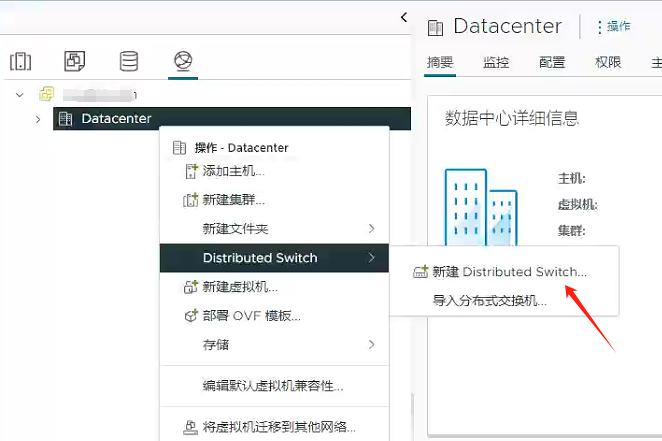 Datacenter
操作
摘要
监控
配置
权限
Datacenter
数据中心详细信息
主机:
虚拟机:
集群:
操作 - Datacenter
添加主机...
新建集群...
新建文件夹
Distributed Switch
新建 Distributed Switch...
导入分布式交换机...
新建虚拟机...
部署 OVF 模板...
存储
编辑默认虚拟机兼容性...
将虚拟机迁移到其他网络...